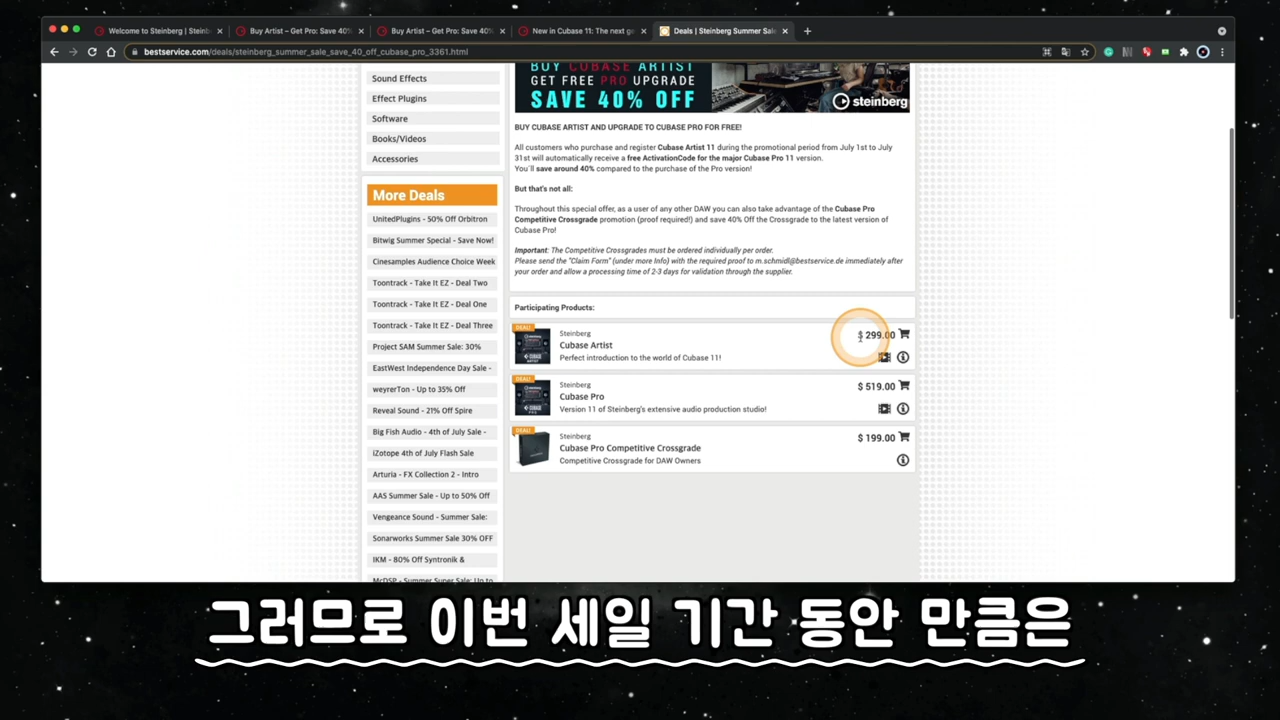 Welcome to Steinberg | Steinb
Buy Artist – Get Pro: Save 40%
Buy Artist – Get Pro: Save 40%
New in Cubase 11: The next ge
Deals | Steinberg Summer Sale
bestservice.com/deals/steinberg_summer_sale_save_40_off_cubase_pro_3361.html
Sound Effects
Effect Plugins
Software
Books/Videos
Accessories
More Deals
UnitedPlugins - 50% Off Orbitron
Bitwig Summer Special - Save Now!
Cinesamples Audience Choice Week
Toontrack - Take It EZ - Deal Two
Toontrack - Take It EZ - Deal One
Toontrack - Take It EZ - Deal Three
Project SAM Summer Sale: 30%
EastWest Independence Day Sale -
weyrerTon - Up to 35% Off
Reveal Sound - 21% Off Spire
Big Fish Audio - 4th of July Sale -
iZotope 4th of July Flash Sale
Arturia - FX Collection 2 - Intro
AAS Summer Sale - Up to 50% Off
Vengeance Sound - Summer Sale:
Sonarworks Summer Sale 30% OFF
IKM - 80% Off Syntronik &
McDSP - Summer Super Sale: Up to
BUY CUBASE ARTIST
GET FREE PRO UPGRADE
SAVE 40% OFF
steinberg
BUY CUBASE ARTIST AND UPGRADE TO CUBASE PRO FOR FREE!
All customers who purchase and register Cubase Artist 11 during the promotional period from July 1st to July
31st will automatically receive a free ActivationCode for the major Cubase Pro 11 version.
You'll save around 40% compared to the purchase of the Pro version!
But that's not all:
Throughout this special offer, as a user of any other DAW you can also take advantage of the Cubase Pro
Competitive Crossgrade promotion (proof required!) and save 40% Off the Crossgrade to the latest version of
Cubase Pro!
Important: The Competitive Crossgrades must be ordered individually per order.
Please send the "Claim Form" (under more Info) with the required proof to m.schmidl@bestservice.de immediately after
your order and allow a processing time of 2-3 days for validation through the supplier.
Participating Products:
DEAL!
Steinberg
Cubase Artist
Perfect introduction to the world of Cubase 11!
$ 299.00
DEAL!
Steinberg
Cubase Pro
Version 11 of Steinberg's extensive audio production studio!
$ 519.00
DEAL!
Steinberg
Cubase Pro Competitive Crossgrade
Competitive Crossgrade for DAW Owners
$ 199.00
그러므로 이번 세일 기간 동안 만큼은